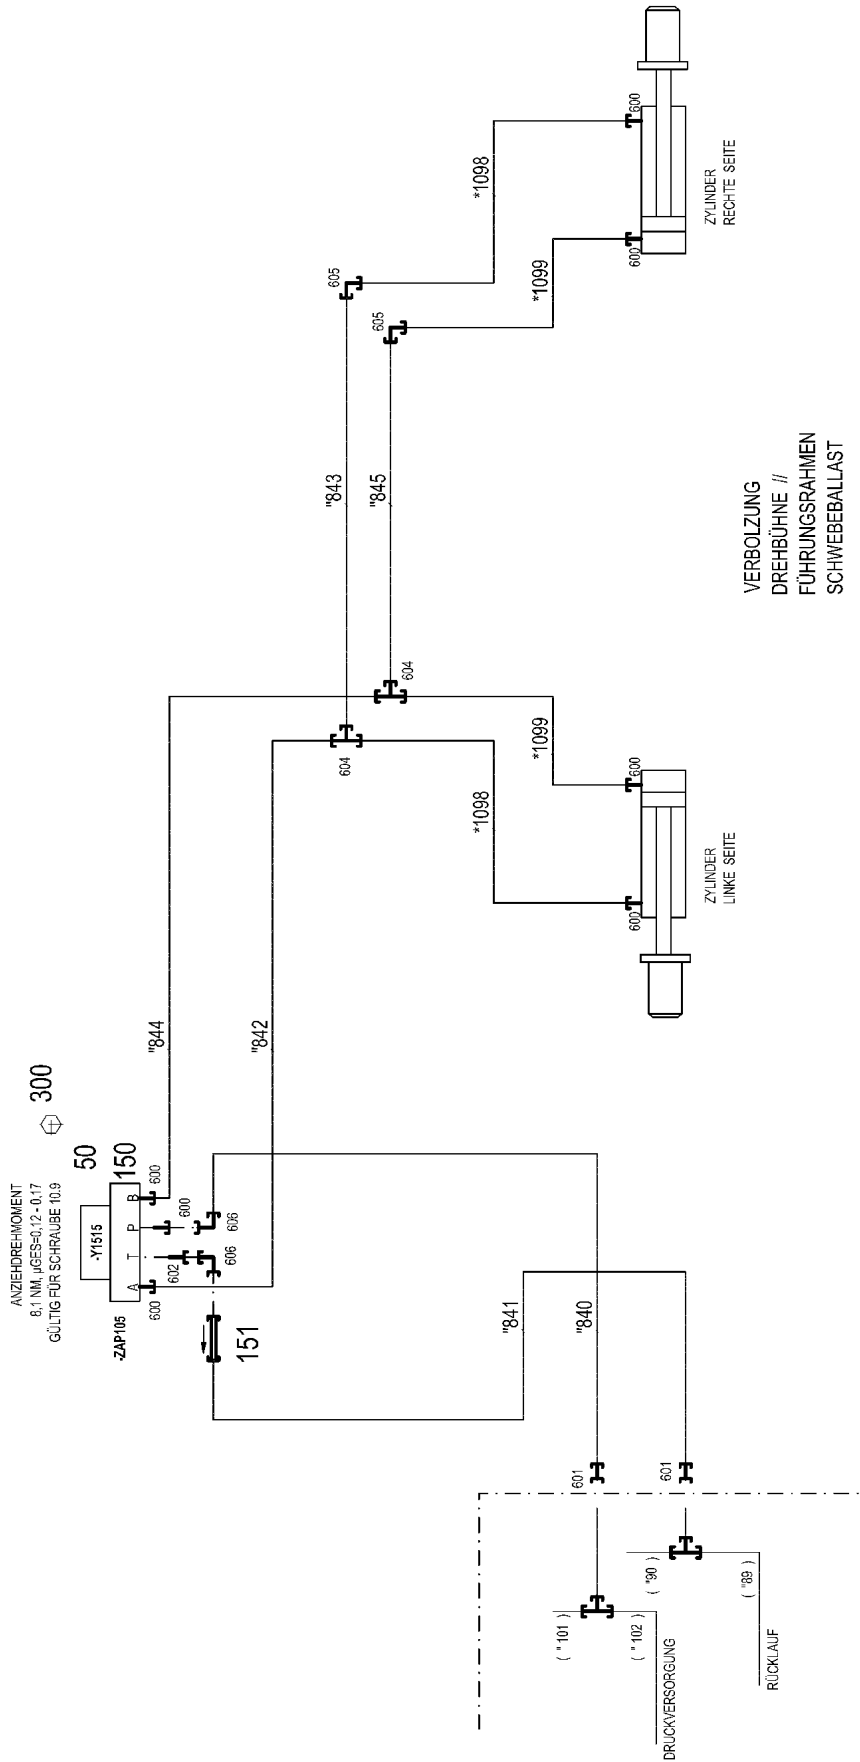 ANZIEHDREHMOMENT
8,1 NM, µGES=0,12 - 0,17
GÜLTIG FÜR SCHRAUBE 10.9
300
50
150
-Y1515
-ZAP105
A
T
P
B
600
600
600
602
606
606
151
"844
"842
"841
"840
604
604
"843
"845
605
605
*1098
*1099
*1098
*1099
600
600
600
600
ZYLINDER
LINKE SEITE
ZYLINDER
RECHTE SEITE
601
601
( "101 )
( "102 )
( "90 )
( "89 )
DRUCKVERSORGUNG
RÜCKLAUF
VERBOLZUNG
DREHBÜHNE //
FÜHRUNGSRAHMEN
SCHWEBEBALLAST